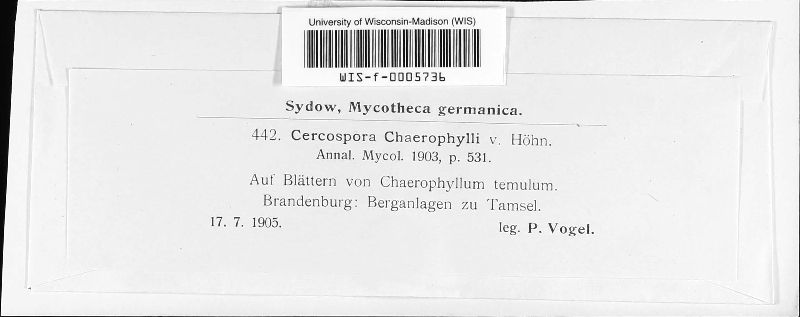 University of Wisconsin-Madison (WIS)
WIS-f-0005736
Sydow, Mycotheca germanica.
442. Cercospora Chaerophylli v. Höhn.
Annal. Mycol. 1903, p. 531.
Auf Blättern von Chaerophyllum temulum.
Brandenburg: Berganlagen zu Tamsel.
17. 7. 1905. leg. P. Vogel.